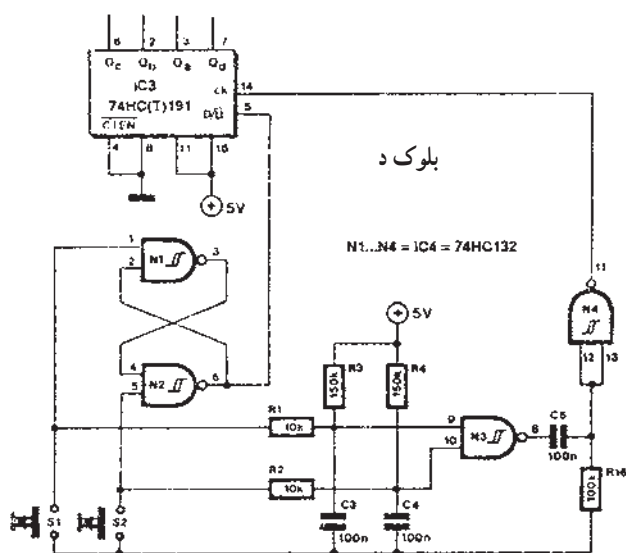 6 2 3 7
Qc Qb Qa Qd
IC3
74HC(T)191
ck 14
D/U̅ 5
C̅T̅E̅N̅
4 8 11 16
5V
بلوک د
N1...N4 = IC4 = 74HC132
1
2
N1
3
4
5
N2
6
5V
R3
150k
R4
150k
R1
10k
R2
10k
9
10
N3
8
C5
100n
11
N4
12 13
R16
100k
S1
S2
C3
100n
C4
100n